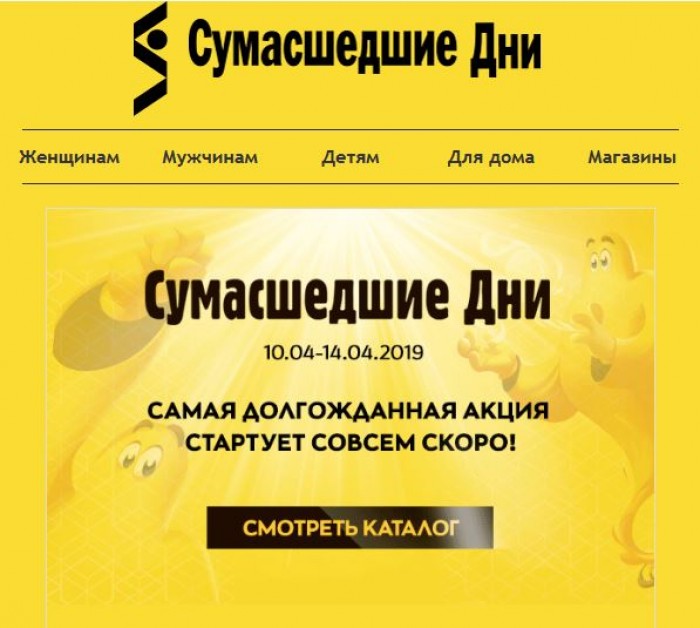 Сумасшедшие Дни
Женщинам Мужчинам Детям Для дома Магазины
Сумасшедшие Дни
10.04-14.04.2019
САМАЯ ДОЛГОЖДАННАЯ АКЦИЯ
СТАРТУЕТ СОВСЕМ СКОРО!
СМОТРЕТЬ КАТАЛОГ